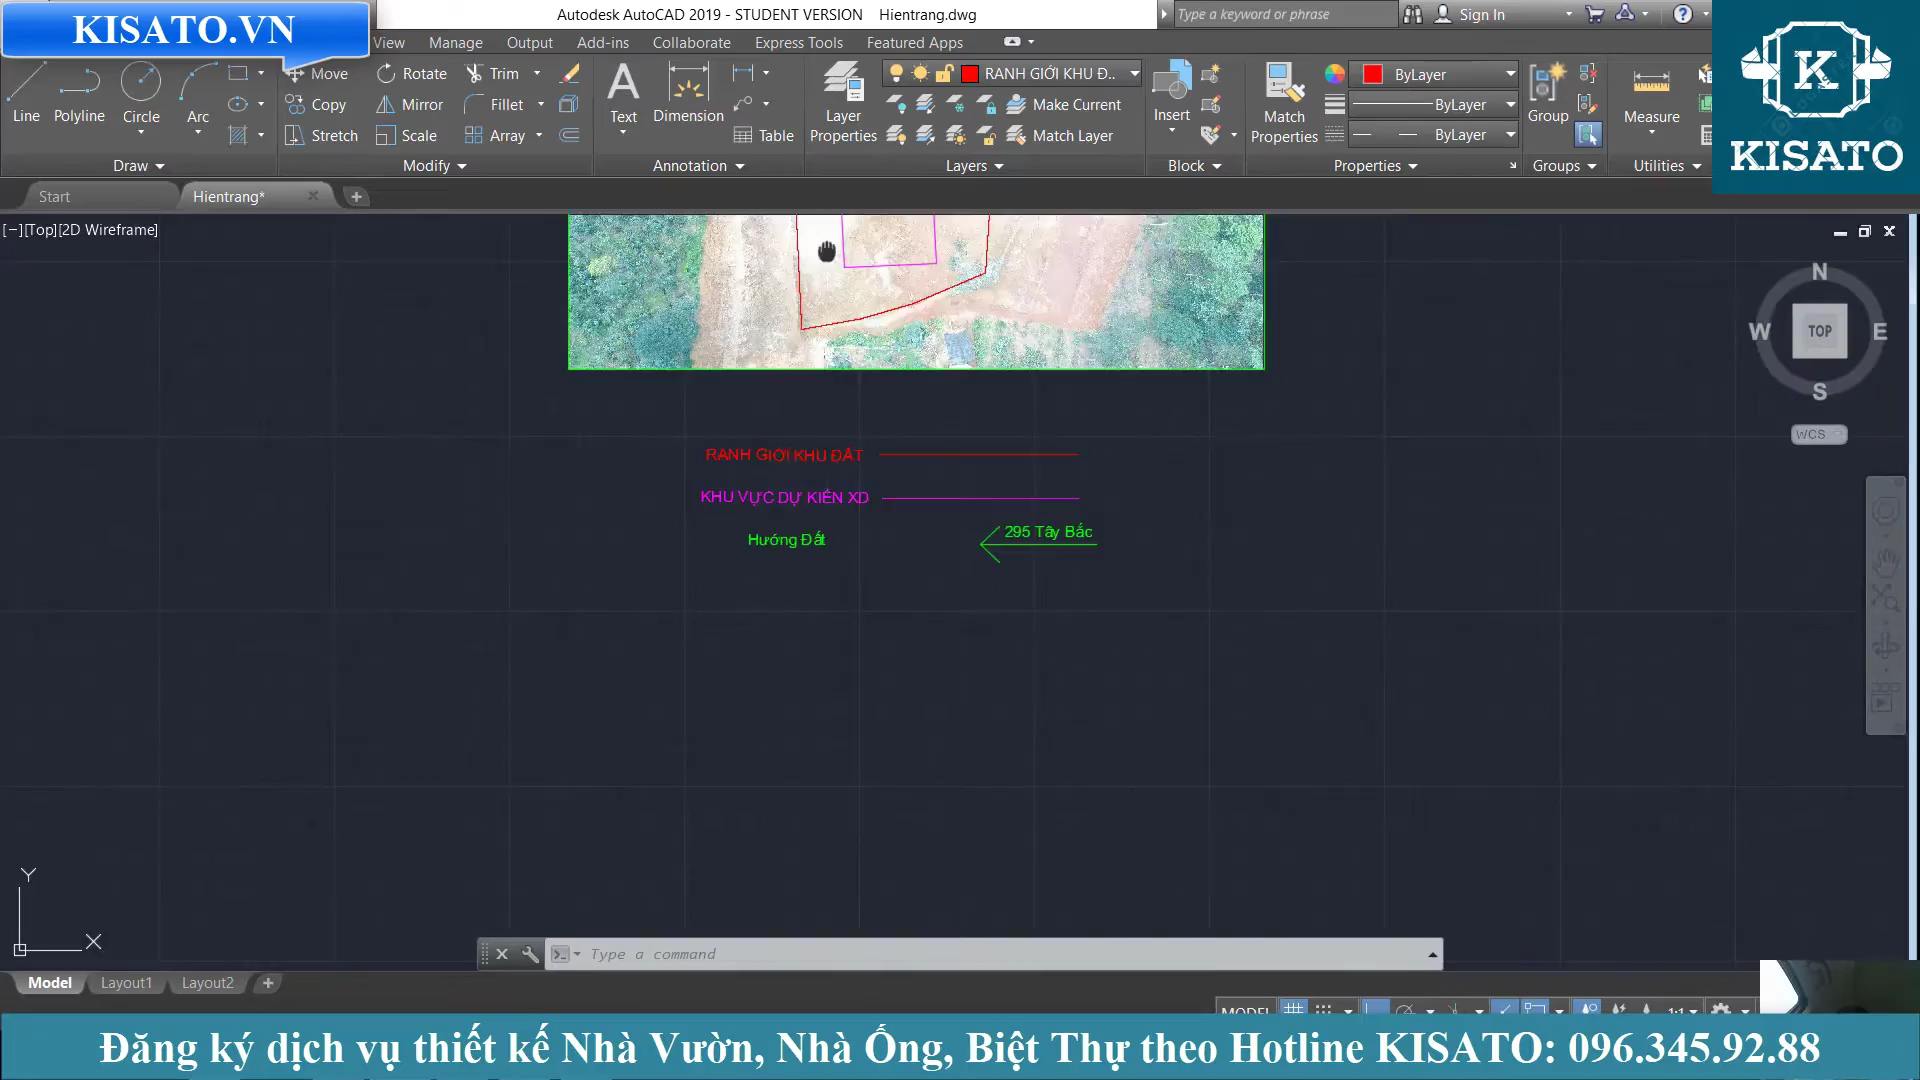 KISATO.VN
Autodesk AutoCAD 2019 - STUDENT VERSION Hientrang.dwg
Type a keyword or phrase
Sign In
View Manage Output Add-ins Collaborate Express Tools Featured Apps
Move Rotate Trim
Copy Mirror Fillet
Stretch Scale Array
Line Polyline Circle Arc
Text Dimension
Table
Layer Properties
RANH GIỚI KHU Đ..
Make Current
Match Layer
Insert
Match Properties
ByLayer
ByLayer
ByLayer
Group
Measure
Draw Modify Annotation Layers Block Properties Groups Utilities
K
KISATO
Start Hientrang*
[−][Top][2D Wireframe]
N
W TOP E
S
WCS
RANH GIỚI KHU ĐẤT
KHU VỰC DỰ KIẾN XD
Hướng Đất
295 Tây Bắc
Y
X
Type a command
Model Layout1 Layout2
MODEL
1:1
Đăng ký dịch vụ thiết kế Nhà Vườn, Nhà Ống, Biệt Thự theo Hotline KISATO: 096.345.92.88